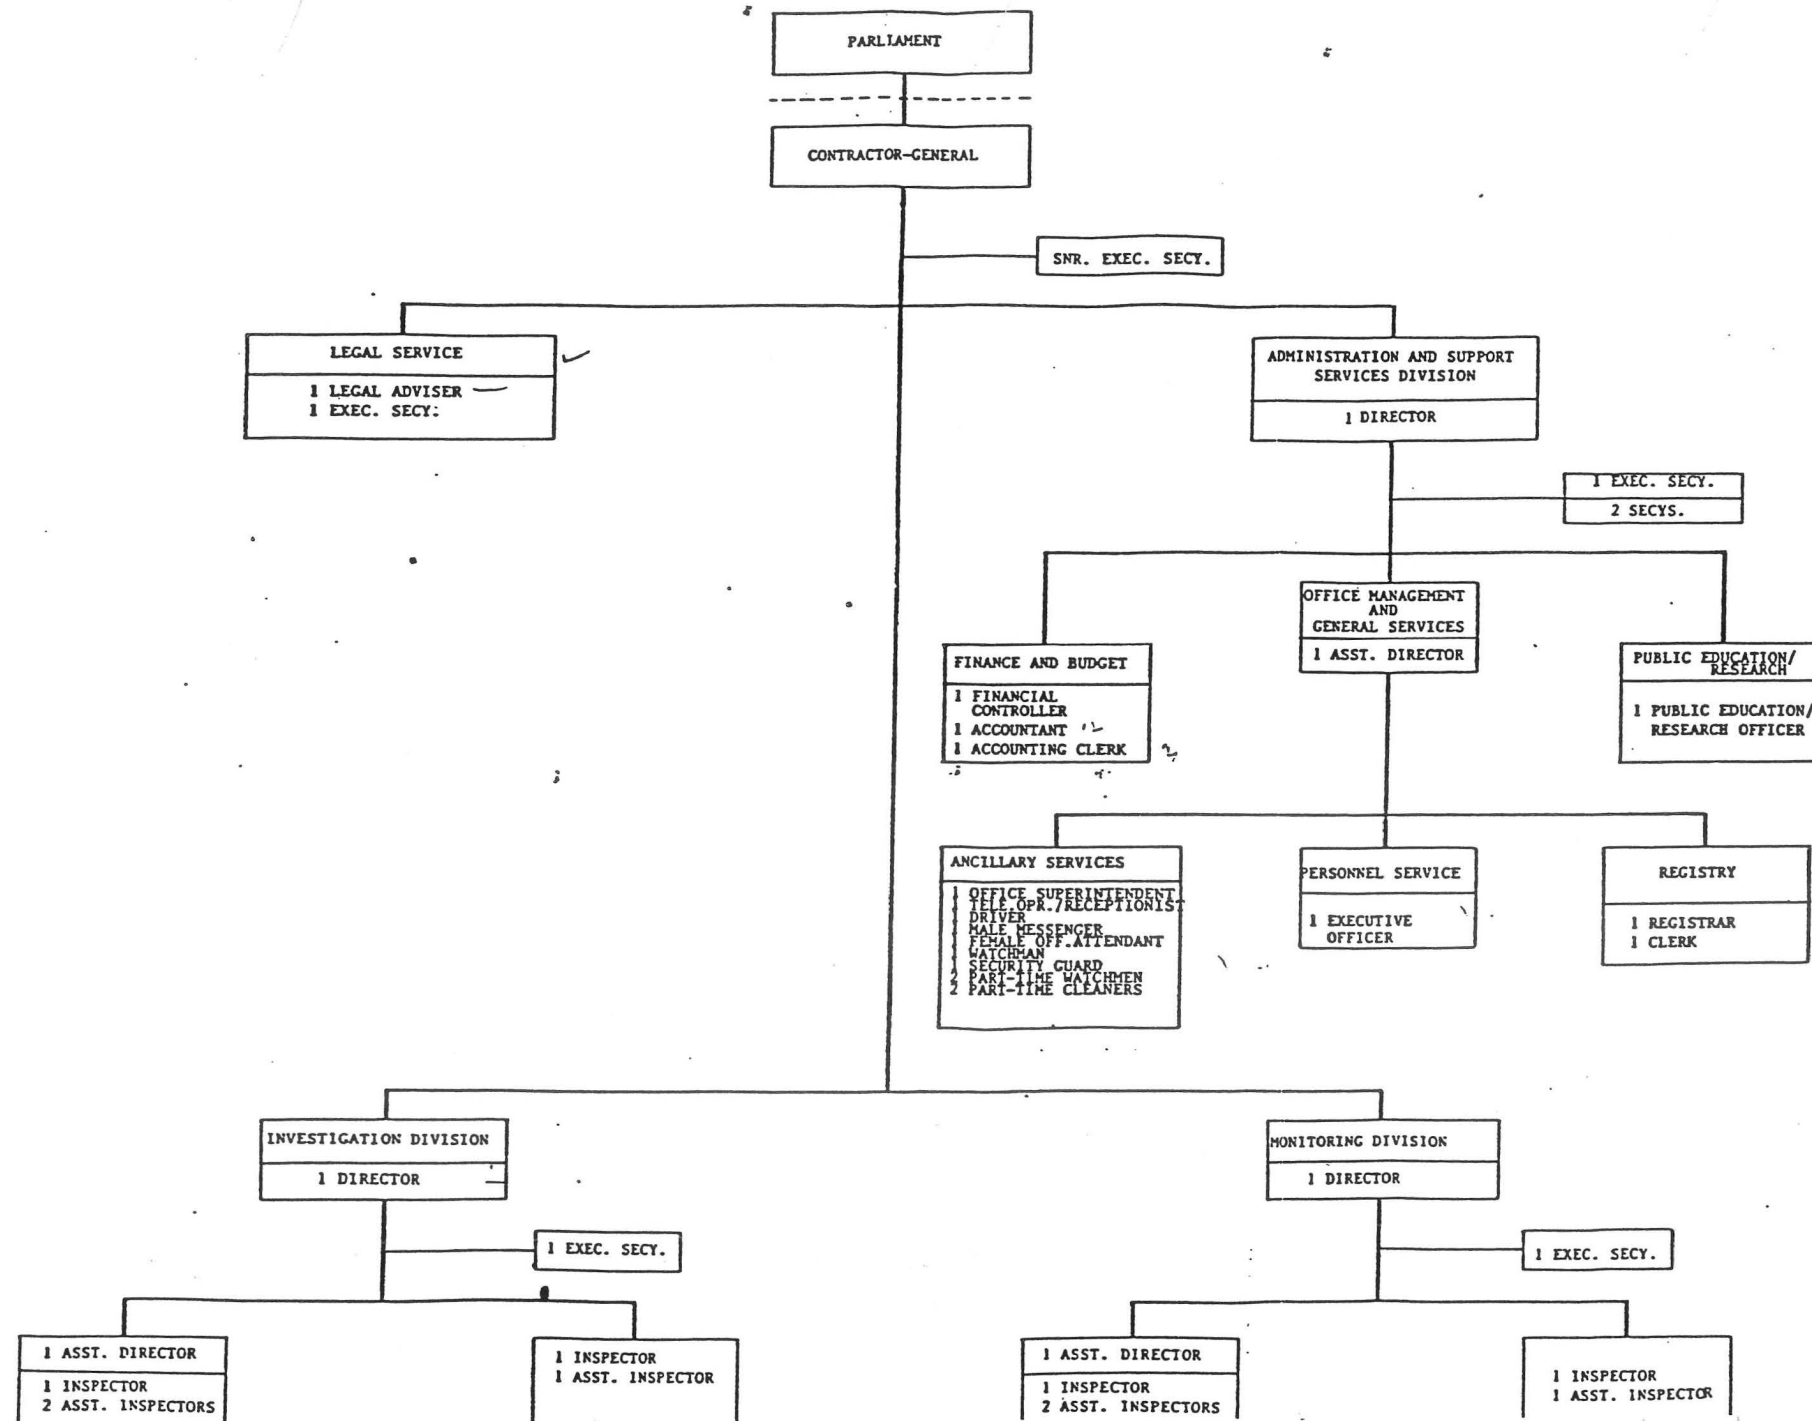 PARLIAMENT
CONTRACTOR-GENERAL
SNR. EXEC. SECY.
LEGAL SERVICE
1 LEGAL ADVISER
1 EXEC. SECY.
ADMINISTRATION AND SUPPORT
SERVICES DIVISION
1 DIRECTOR
1 EXEC. SECY.
2 SECYS.
OFFICE MANAGEMENT
AND
GENERAL SERVICES
1 ASST. DIRECTOR
FINANCE AND BUDGET
1 FINANCIAL
CONTROLLER
1 ACCOUNTANT
1 ACCOUNTING CLERK
PUBLIC EDUCATION/
RESEARCH
1 PUBLIC EDUCATION/
RESEARCH OFFICER
ANCILLARY SERVICES
1 OFFICE SUPERINTENDENT
1 TELE.OPR./RECEPTIONIST
1 DRIVER
1 MALE MESSENGER
1 FEMALE OFF.ATTENDANT
1 WATCHMAN
1 SECURITY GUARD
2 PART-TIME WATCHMEN
2 PART-TIME CLEANERS
PERSONNEL SERVICE
1 EXECUTIVE
OFFICER
REGISTRY
1 REGISTRAR
1 CLERK
INVESTIGATION DIVISION
1 DIRECTOR
1 EXEC. SECY.
1 ASST. DIRECTOR
1 INSPECTOR
2 ASST. INSPECTORS
1 INSPECTOR
1 ASST. INSPECTOR
MONITORING DIVISION
1 DIRECTOR
1 EXEC. SECY.
1 ASST. DIRECTOR
1 INSPECTOR
2 ASST. INSPECTORS
1 INSPECTOR
1 ASST. INSPECTOR